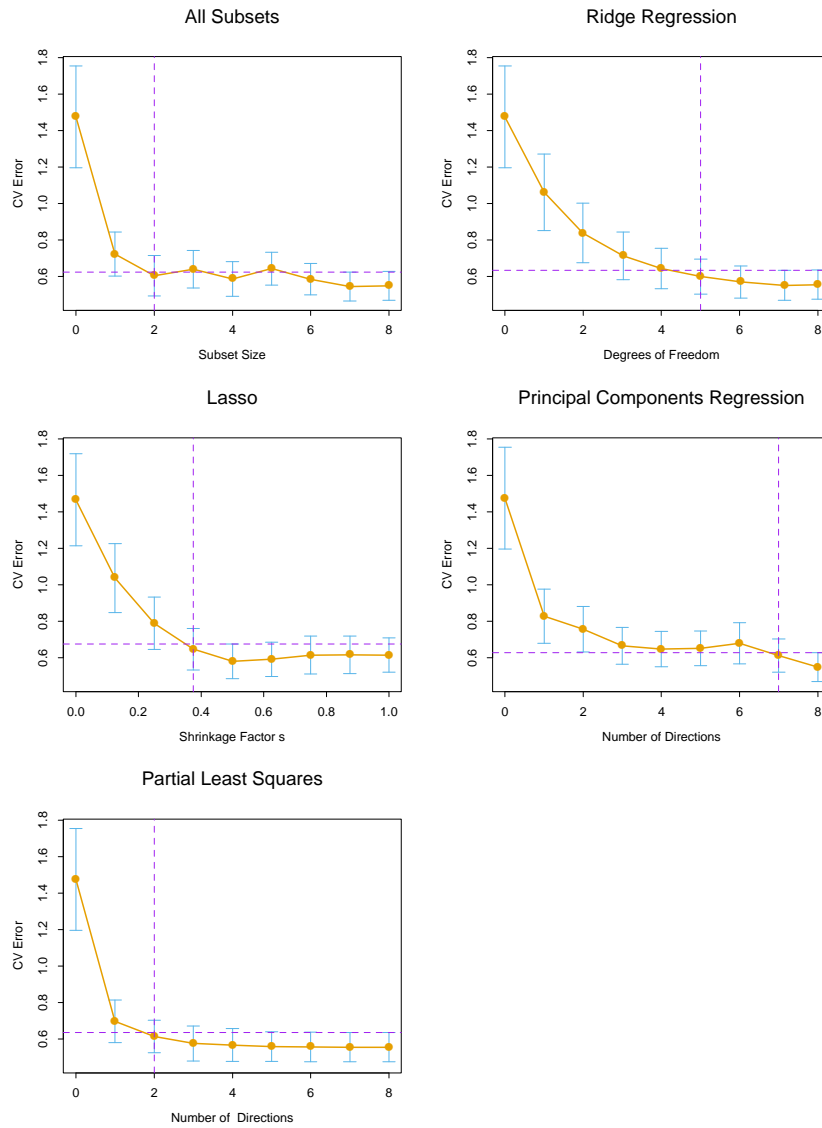 All Subsets
CV Error
0.6 0.8 1.0 1.2 1.4 1.6 1.8
0 2 4 6 8
Subset Size
Ridge Regression
CV Error
0.6 0.8 1.0 1.2 1.4 1.6 1.8
0 2 4 6 8
Degrees of Freedom
Lasso
CV Error
0.6 0.8 1.0 1.2 1.4 1.6 1.8
0.0 0.2 0.4 0.6 0.8 1.0
Shrinkage Factor s
Principal Components Regression
CV Error
0.6 0.8 1.0 1.2 1.4 1.6 1.8
0 2 4 6 8
Number of Directions
Partial Least Squares
CV Error
0.6 0.8 1.0 1.2 1.4 1.6 1.8
0 2 4 6 8
Number of Directions